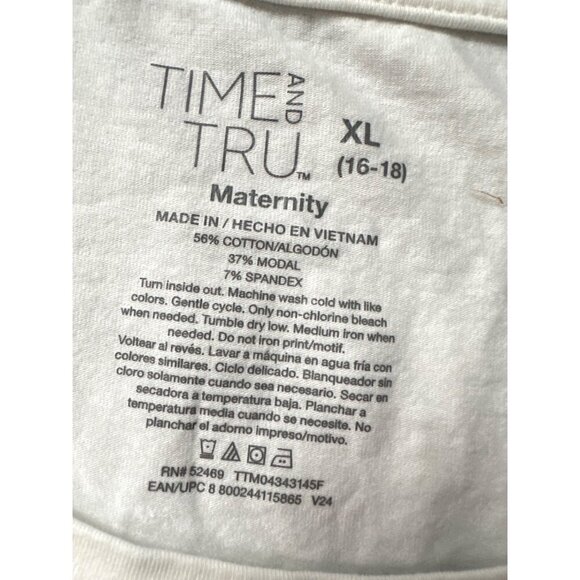 TIME AND
TRU™
XL
(16-18)
Maternity
MADE IN / HECHO EN VIETNAM
56% COTTON/ALGODÓN
37% MODAL
7% SPANDEX
Turn inside out. Machine wash cold with like
colors. Gentle cycle. Only non-chlorine bleach
when needed. Tumble dry low. Medium iron when
needed. Do not iron print/motif.
Voltear al revés. Lavar a máquina en agua fría con
colores similares. Ciclo delicado. Blanqueador sin
cloro solamente cuando sea necesario. Secar en
secadora a temperatura baja. Planchar a
temperatura media cuando se necesite. No
planchar el adorno impreso/motivo.
RN# 52469 TTM04343145F
EAN/UPC 8 800244115865 V24